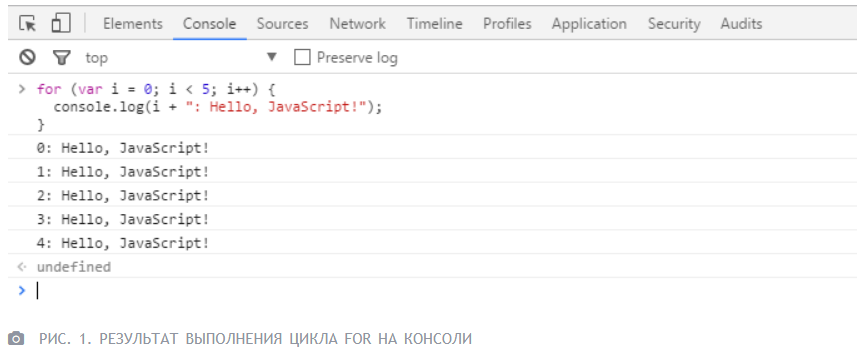 Elements Console Sources Network Timeline Profiles Application Security Audits
top ▼ Preserve log
> for (var i = 0; i < 5; i++) {
console.log(i + ": Hello, JavaScript!");
}
0: Hello, JavaScript!
1: Hello, JavaScript!
2: Hello, JavaScript!
3: Hello, JavaScript!
4: Hello, JavaScript!
undefined
>
РИС. 1. РЕЗУЛЬТАТ ВЫПОЛНЕНИЯ ЦИКЛА FOR НА КОНСОЛИ